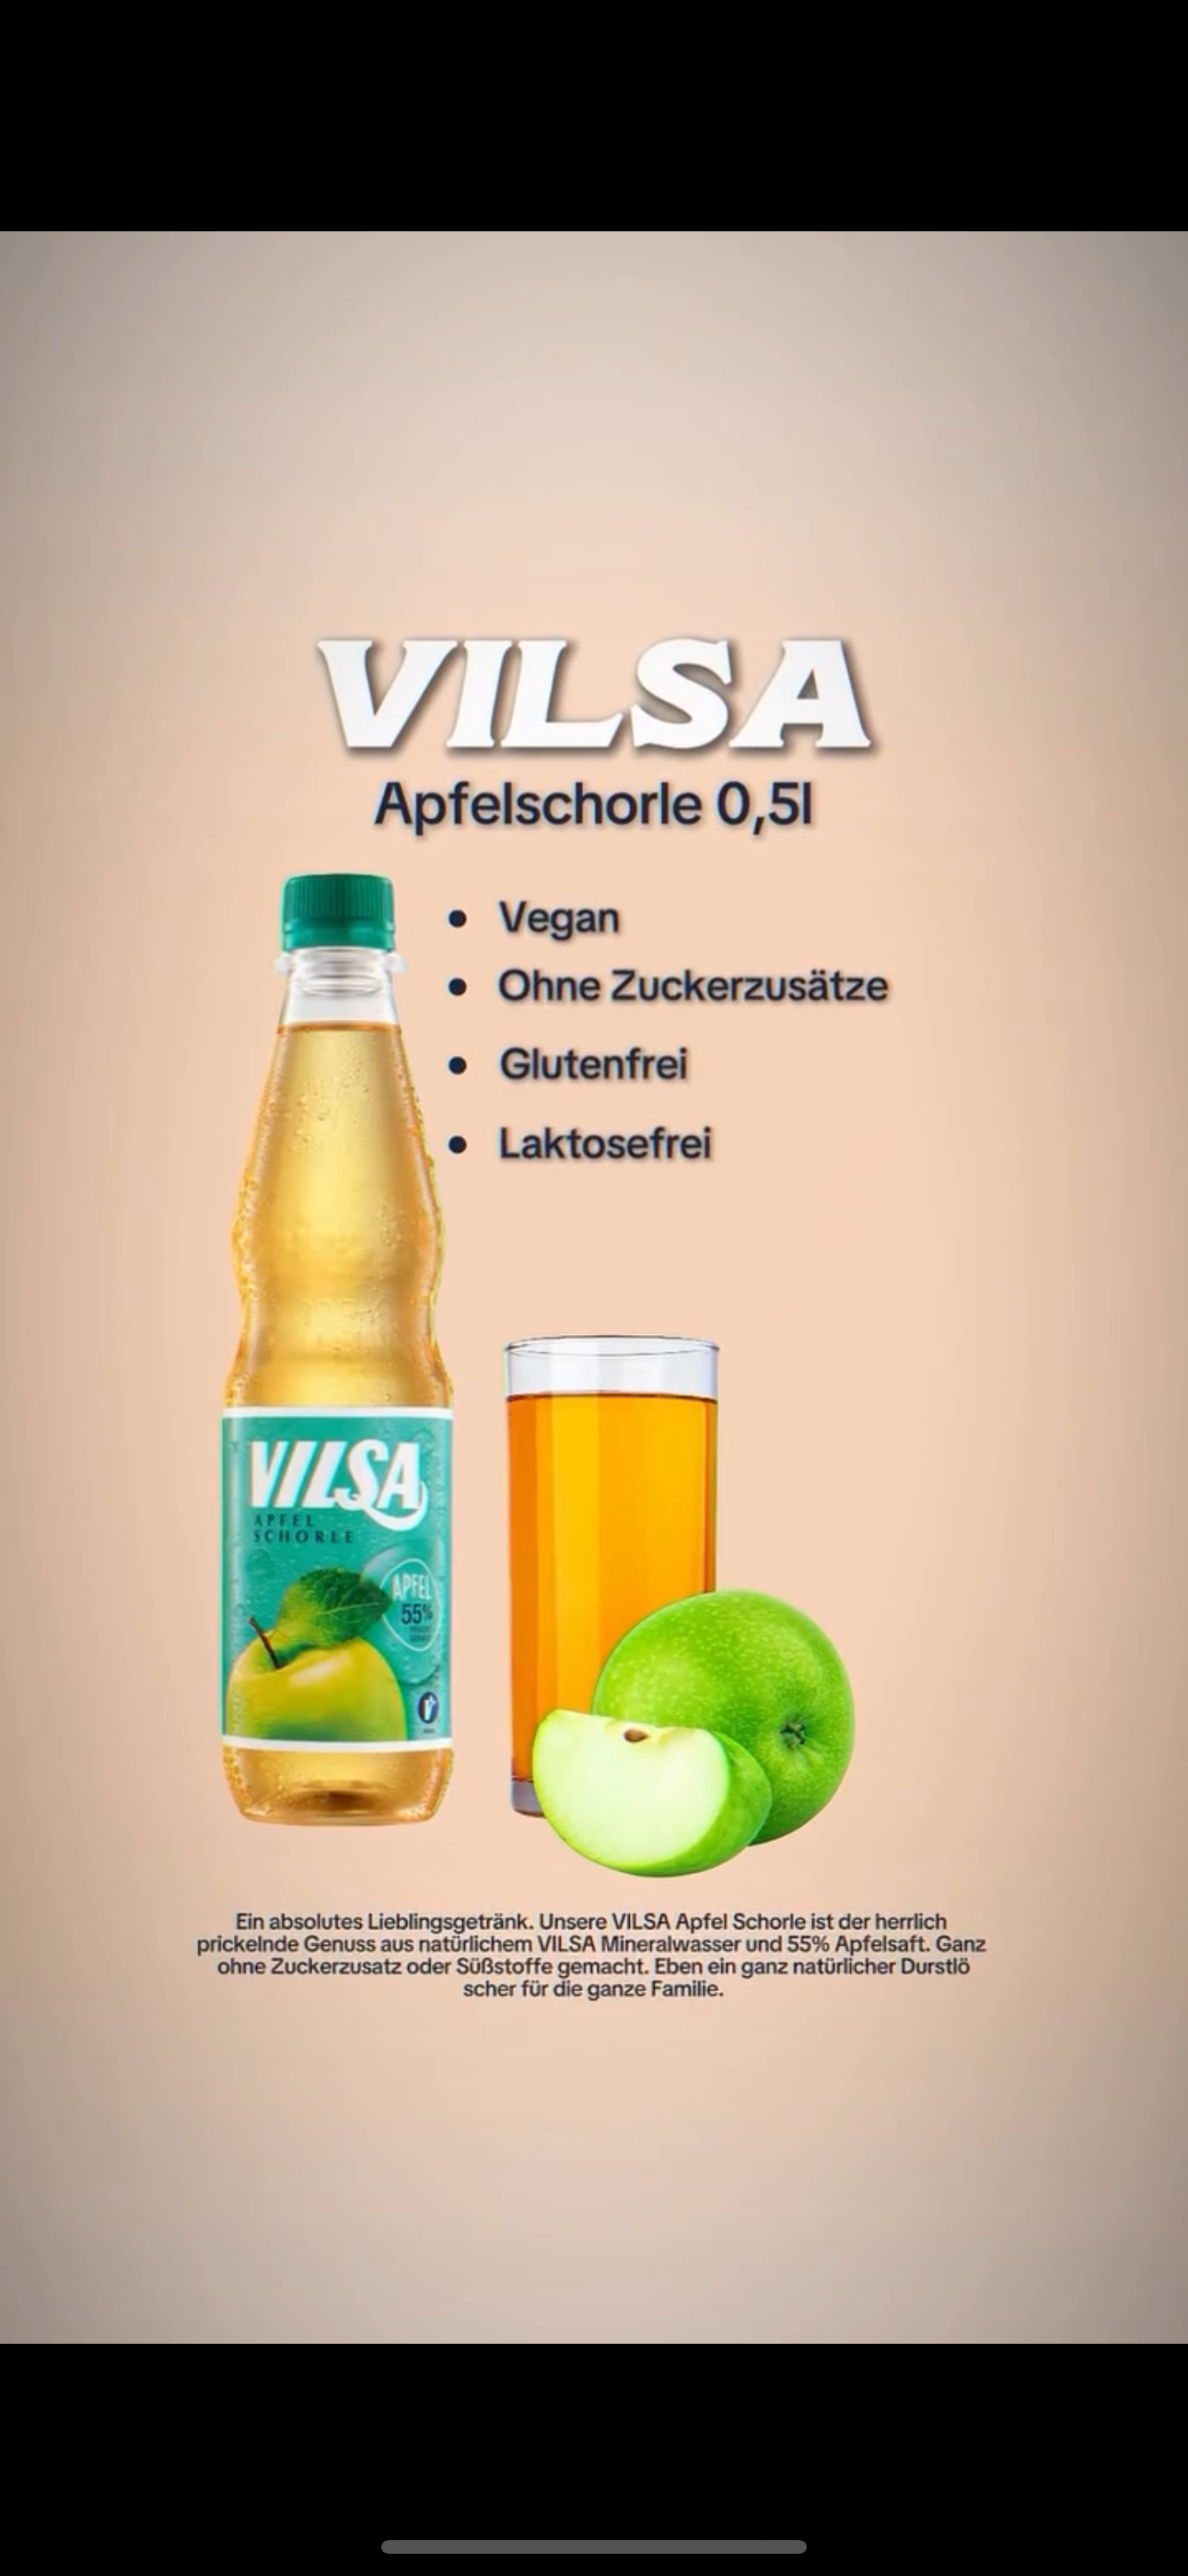 VILSA
Apfelschorle 0,5l
• Vegan
• Ohne Zuckerzusätze
• Glutenfrei
• Laktosefrei
VILSA
APFEL
SCHORLE
APFEL
55%
Ein absolutes Lieblingsgetränk. Unsere VILSA Apfel Schorle ist der herrlich
prickelnde Genuss aus natürlichem VILSA Mineralwasser und 55% Apfelsaft. Ganz
ohne Zuckerzusatz oder Süßstoffe gemacht. Eben ein ganz natürlicher Durstlö
scher für die ganze Familie.